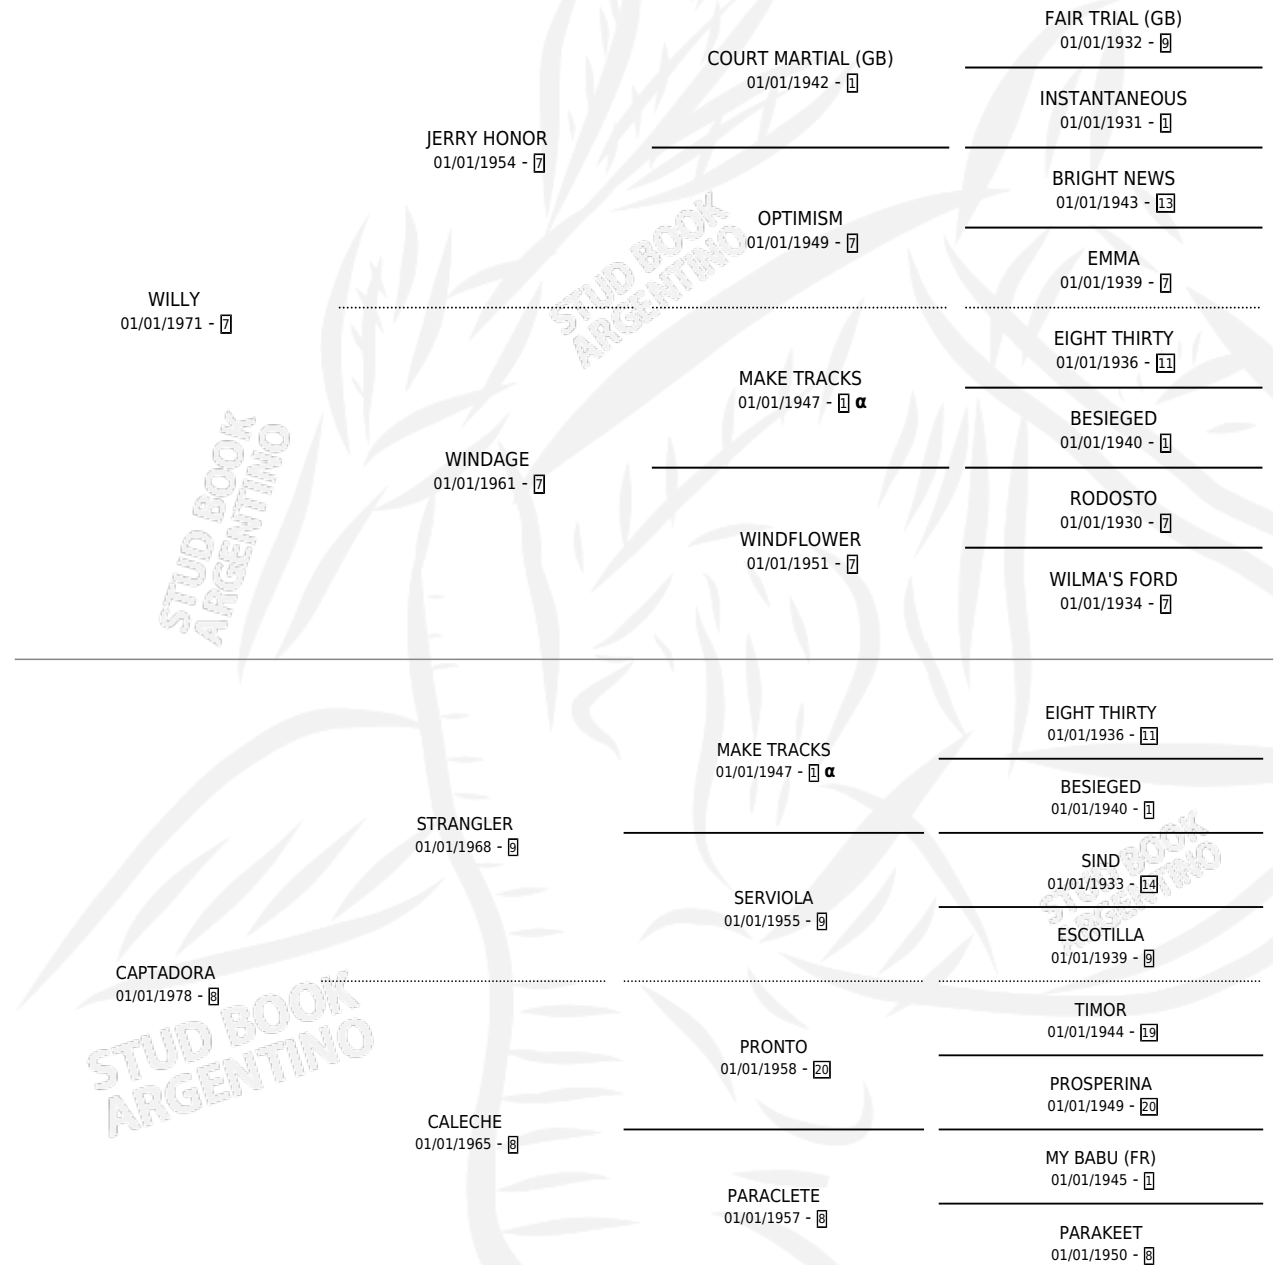 WILLY
01/01/1971 - 7
JERRY HONOR
01/01/1954 - 7
COURT MARTIAL (GB)
01/01/1942 - 1
FAIR TRIAL (GB)
01/01/1932 - 9
INSTANTANEOUS
01/01/1931 - 1
OPTIMISM
01/01/1949 - 7
BRIGHT NEWS
01/01/1943 - 13
EMMA
01/01/1939 - 7
WINDAGE
01/01/1961 - 7
MAKE TRACKS
01/01/1947 - 1 α
EIGHT THIRTY
01/01/1936 - 11
BESIEGED
01/01/1940 - 1
WINDFLOWER
01/01/1951 - 7
RODOSTO
01/01/1930 - 7
WILMA'S FORD
01/01/1934 - 7
CAPTADORA
01/01/1978 - 8
STRANGLER
01/01/1968 - 9
MAKE TRACKS
01/01/1947 - 1 α
EIGHT THIRTY
01/01/1936 - 11
BESIEGED
01/01/1940 - 1
SERVIOLA
01/01/1955 - 9
SIND
01/01/1933 - 14
ESCOTILLA
01/01/1939 - 9
CALECHE
01/01/1965 - 8
PRONTO
01/01/1958 - 20
TIMOR
01/01/1944 - 19
PROSPERINA
01/01/1949 - 20
PARACLETE
01/01/1957 - 8
MY BABU (FR)
01/01/1945 - 1
PARAKEET
01/01/1950 - 8
STUD BOOK
ARGENTINO
STUD BOOK
ARGENTINO
STUD BOOK
ARGENTINO
STUD BOOK
ARGENTINO